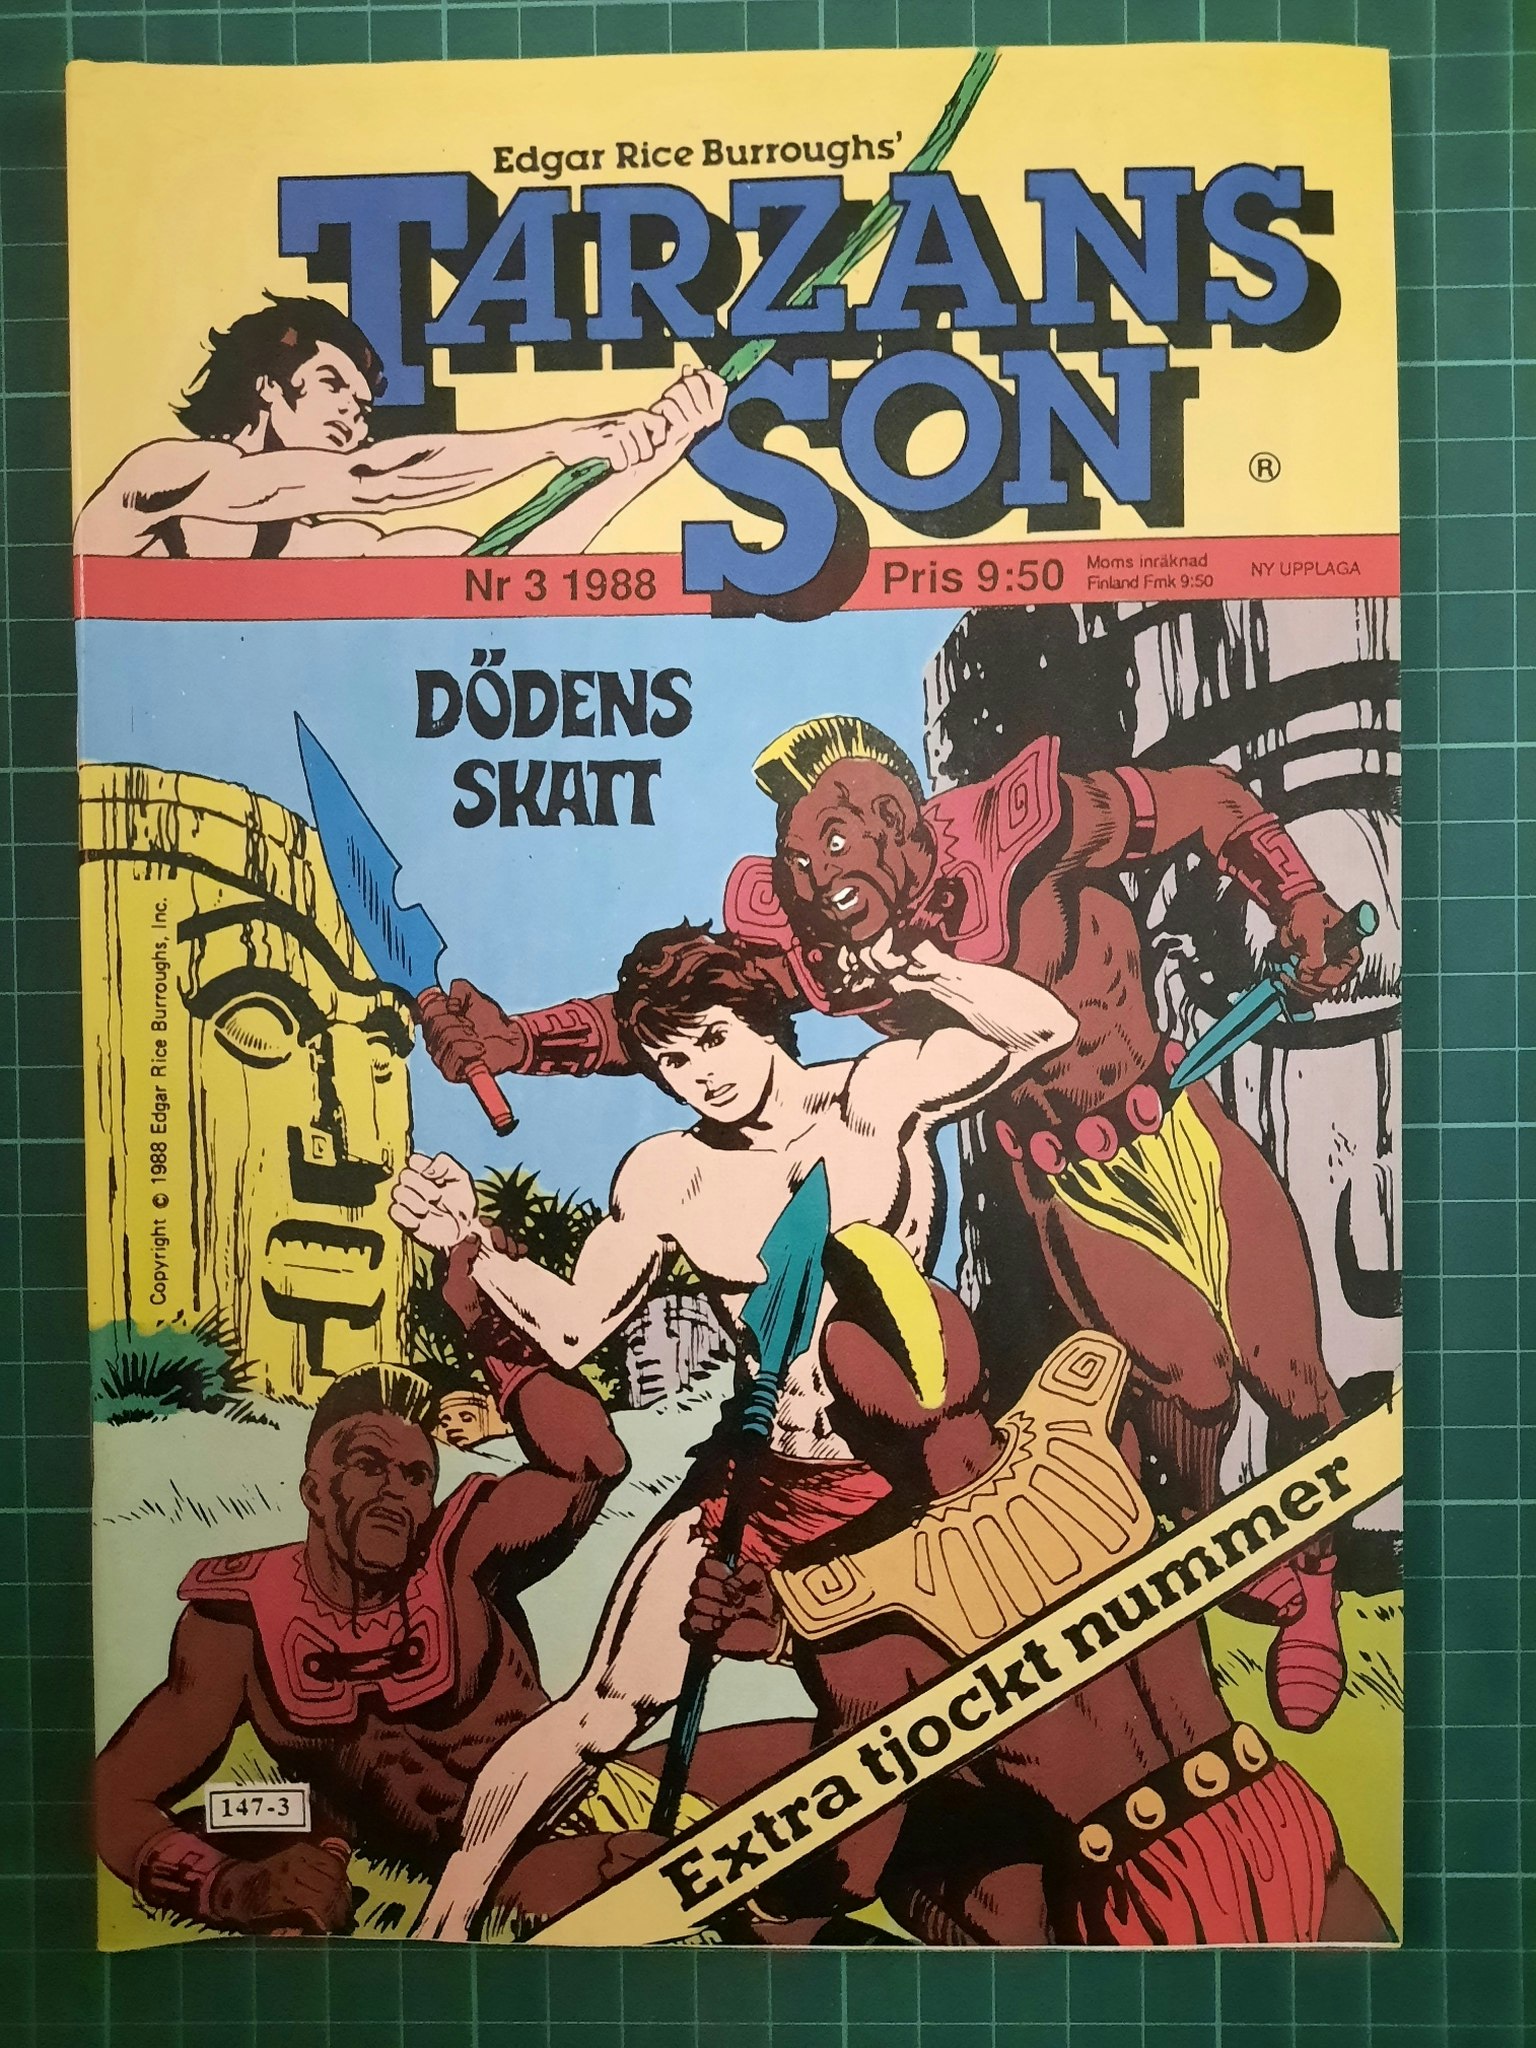 Edgar Rice Burroughs'
TARZANS
SON
®
Nr 3 1988
Pris 9:50
Moms inräknad
Finland Fmk 9:50
NY UPPLAGA
DÖDENS
SKATT
Copyright © 1988 Edgar Rice Burroughs, Inc.
147-3
Extra tjockt nummer